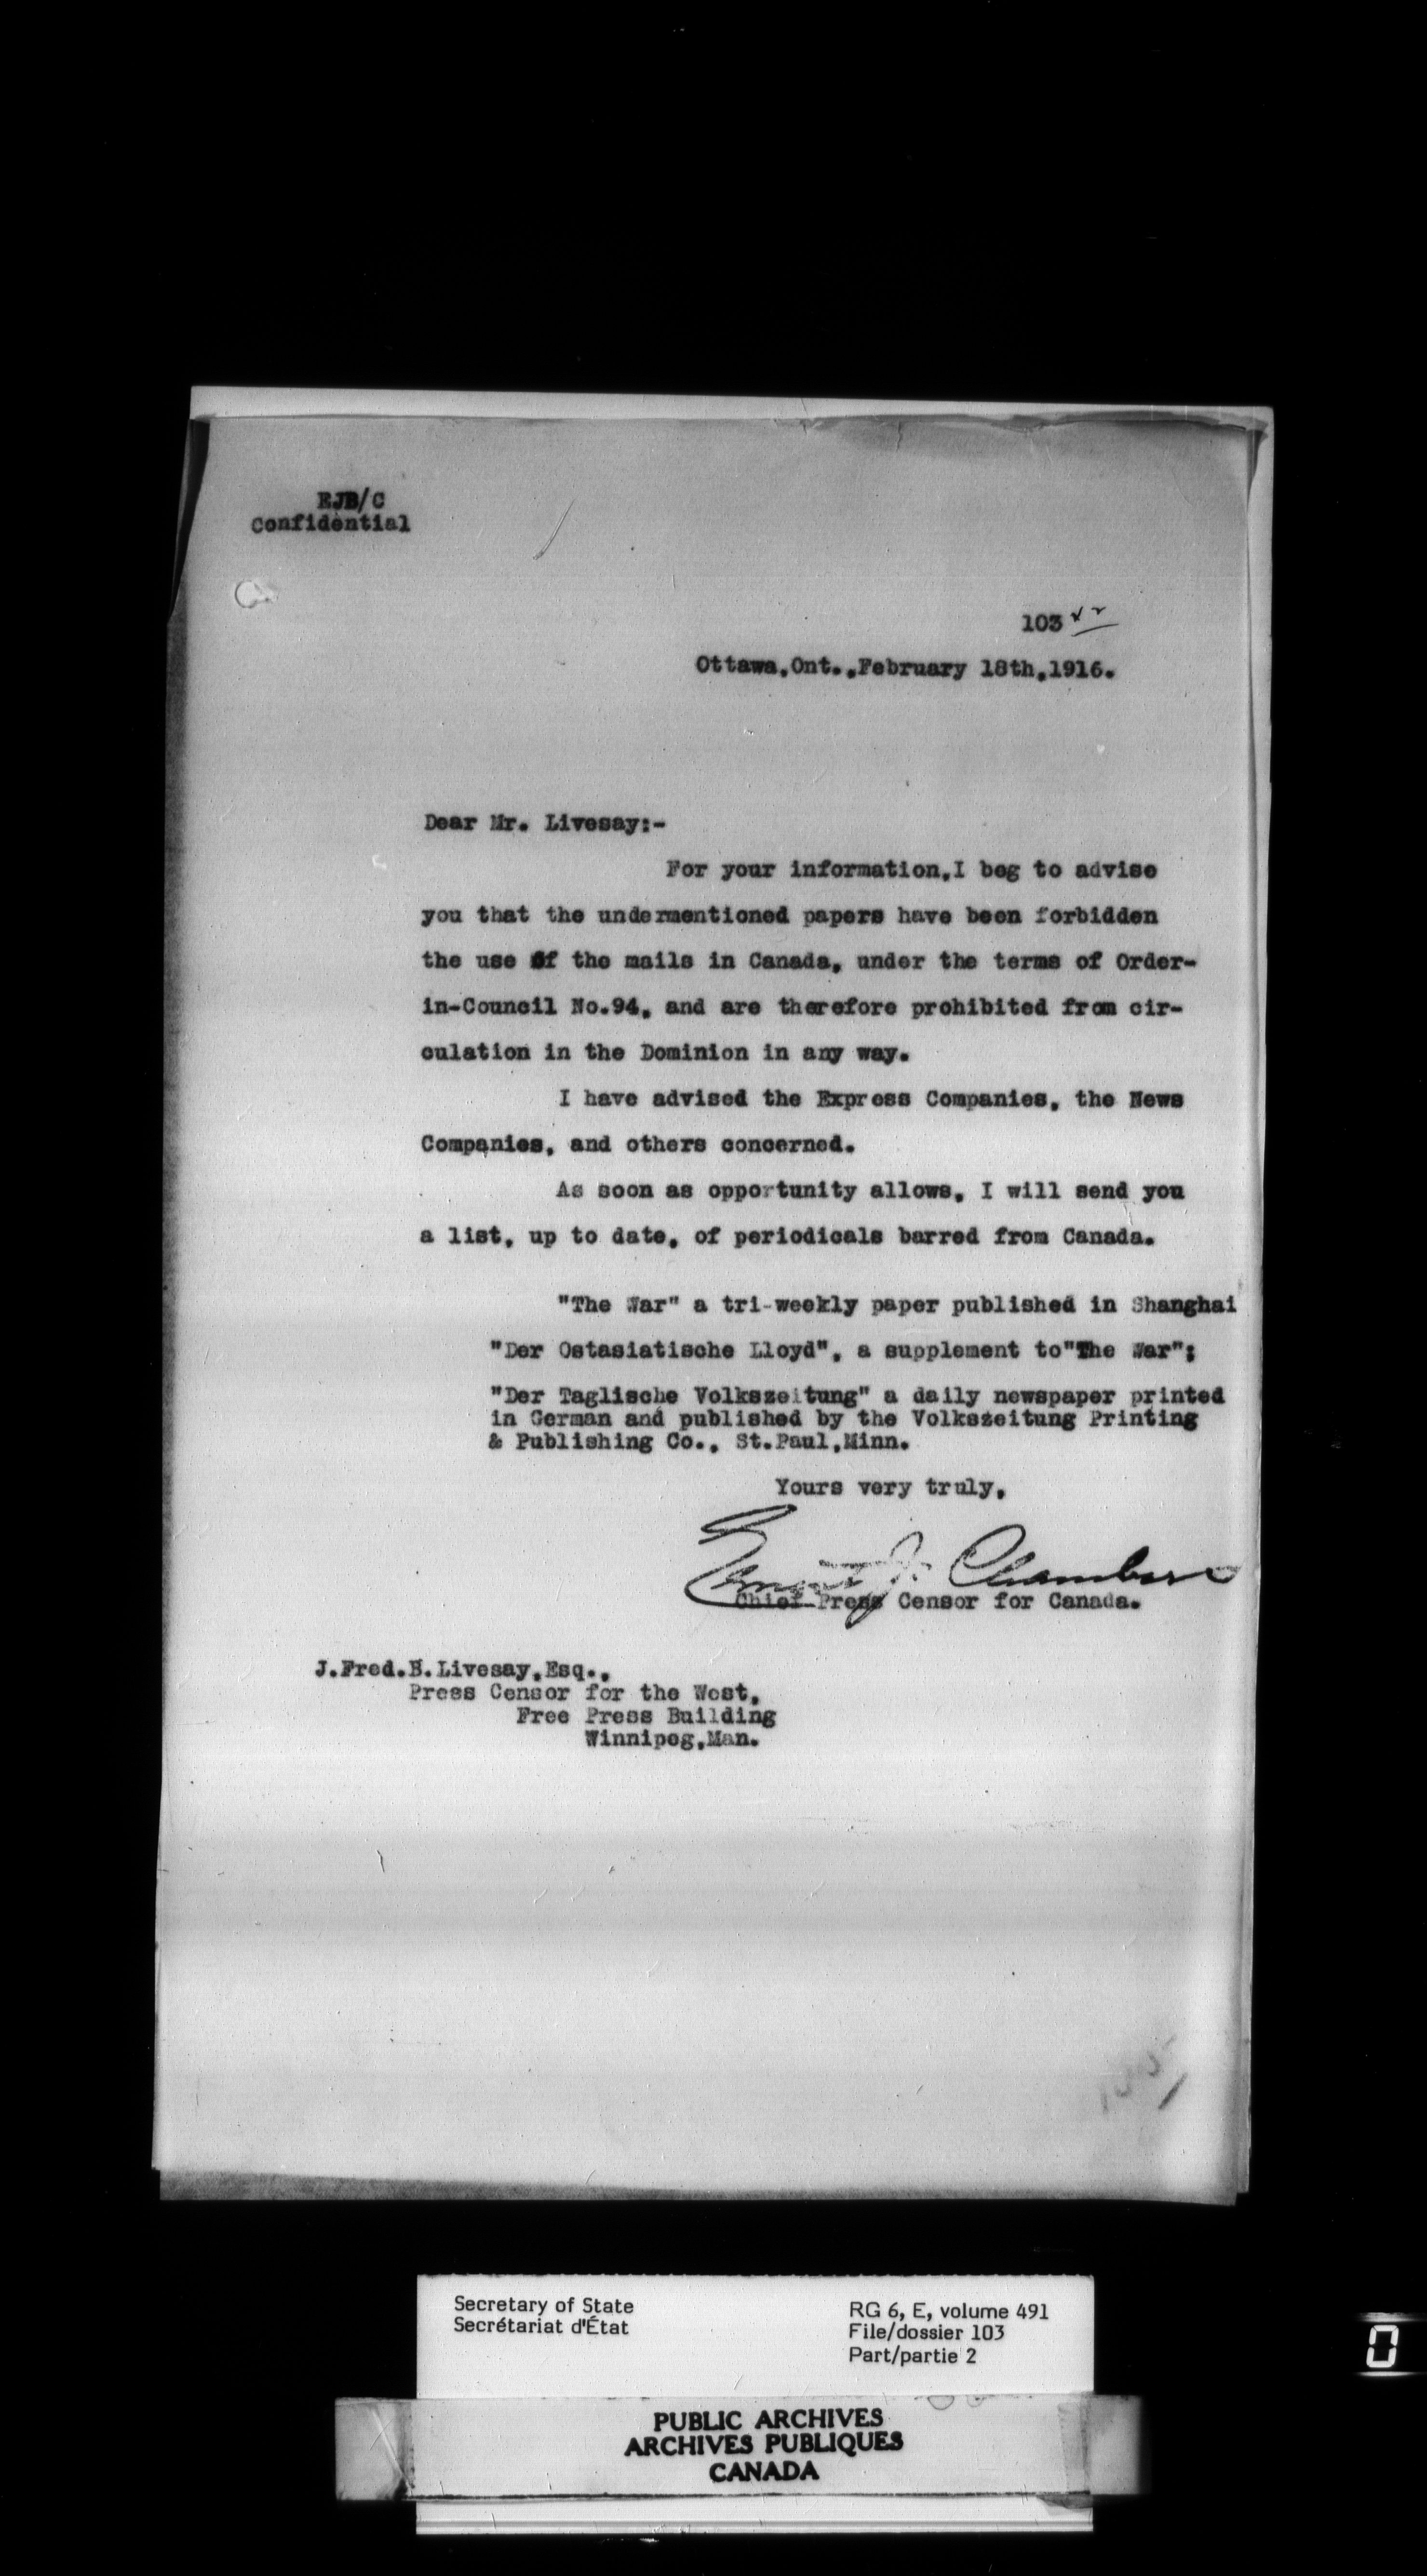 EJB/C
Confidential
103
Ottawa,Ont.,February 18th,1916.
Dear Mr. Livesay:-
For your information,I beg to advise
you that the undermentioned papers have been forbidden
the use of the mails in Canada, under the terms of Order-
in-Council No.94, and are therefore prohibited from cir-
culation in the Dominion in any way.
I have advised the Express Companies, the News
Companies, and others concerned.
As soon as opportunity allows, I will send you
a list, up to date, of periodicals barred from Canada.
"The War" a tri-weekly paper published in Shanghai
"Der Ostasiatische Lloyd", a supplement to"The War";
"Der Taglische Volkszeitung" a daily newspaper printed
in German and published by the Volkszeitung Printing
& Publishing Co., St.Paul,Minn.
Yours very truly,
Ernest J. Chambers
Chief Press Censor for Canada.
J.Fred.B.Livesay,Esq.,
Press Censor for the West,
Free Press Building
Winnipeg,Man.
Secretary of State
Secrétariat d'État
RG 6, E, volume 491
File/dossier 103
Part/partie 2
PUBLIC ARCHIVES
ARCHIVES PUBLIQUES
CANADA
0